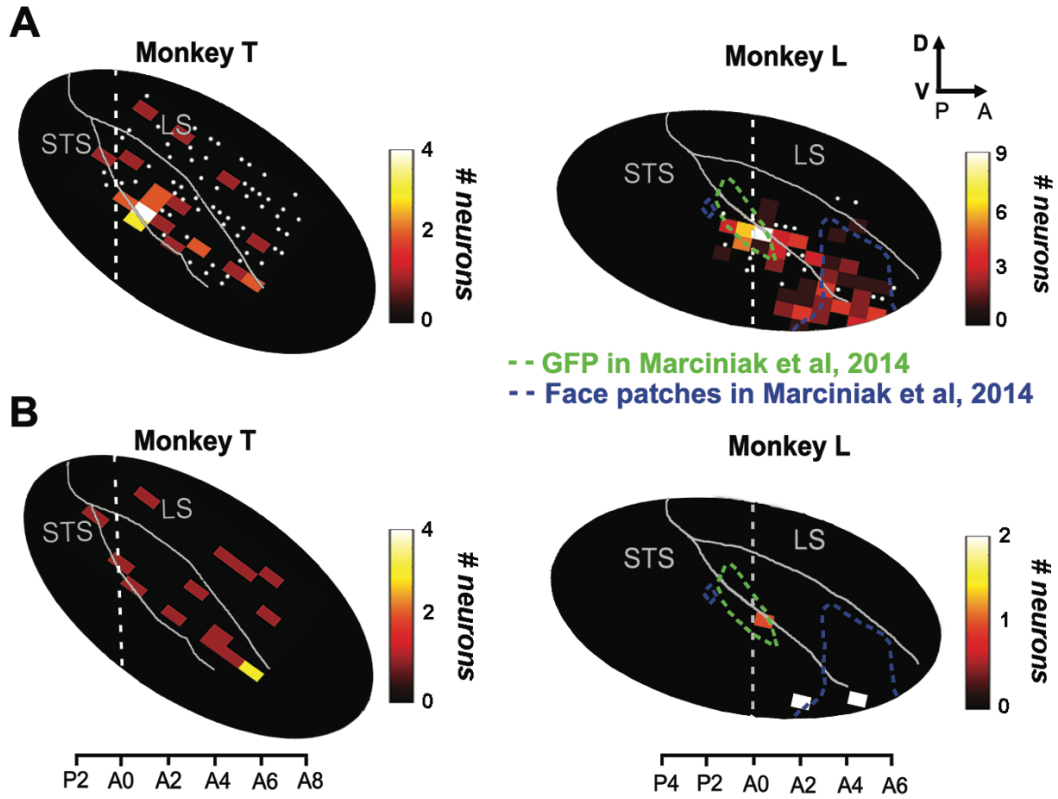 A
Monkey T
Monkey L
D
V
P A
LS
STS
4
2
0
# neurons
LS
STS
9
6
3
0
# neurons
- - GFP in Marciniak et al, 2014
- - Face patches in Marciniak et al, 2014
B
Monkey T
Monkey L
LS
STS
4
2
0
# neurons
LS
STS
2
1
0
# neurons
P2 A0 A2 A4 A6 A8
P4 P2 A0 A2 A4 A6